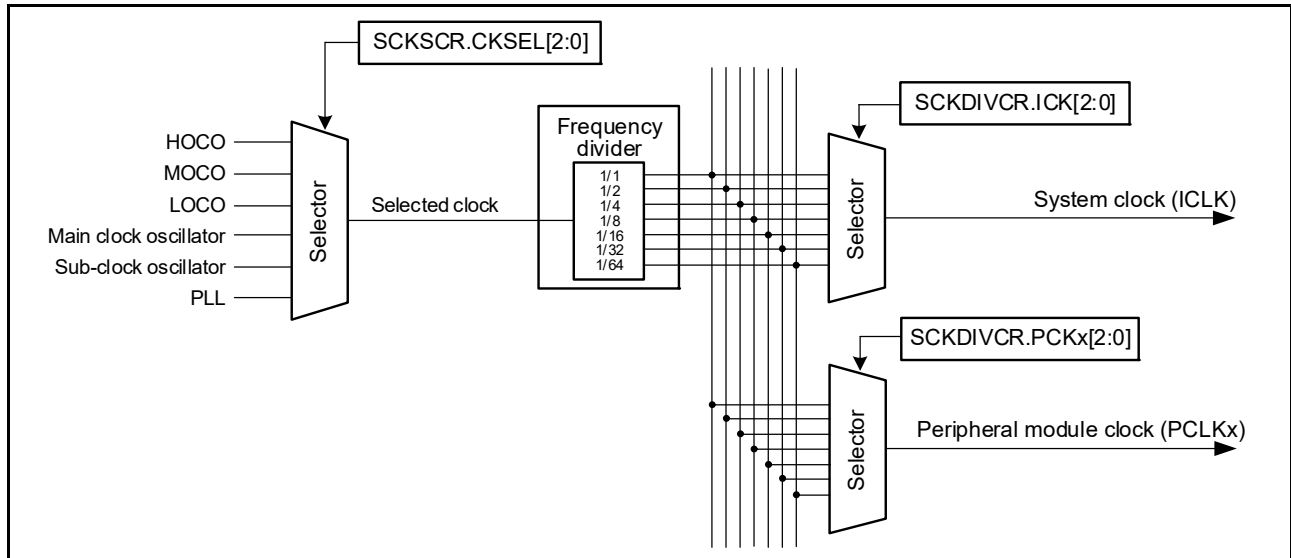 SCKSCR.CKSEL[2:0]
HOCO
MOCO
LOCO
Main clock oscillator
Sub-clock oscillator
PLL
Selector
Selected clock
Frequency
divider
1/1
1/2
1/4
1/8
1/16
1/32
1/64
SCKDIVCR.ICK[2:0]
Selector
System clock (ICLK)
SCKDIVCR.PCKx[2:0]
Selector
Peripheral module clock (PCLKx)